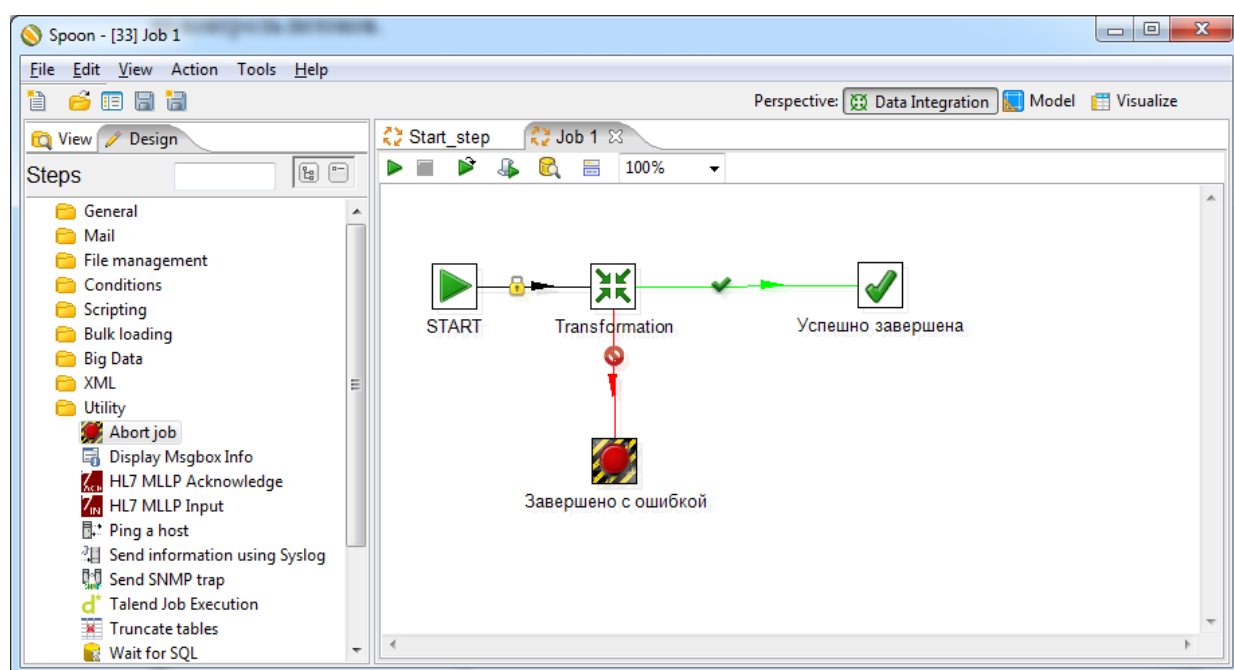 Spoon - [33] Job 1
File Edit View Action Tools Help
Perspective: Data Integration Model Visualize
View Design
Start_step Job 1
Steps
100%
General
Mail
File management
Conditions
Scripting
Bulk loading
Big Data
XML
Utility
Abort job
Display Msgbox Info
HL7 MLLP Acknowledge
HL7 MLLP Input
Ping a host
Send information using Syslog
Send SNMP trap
Talend Job Execution
Truncate tables
Wait for SQL
START
Transformation
Успешно завершена
Завершено с ошибкой